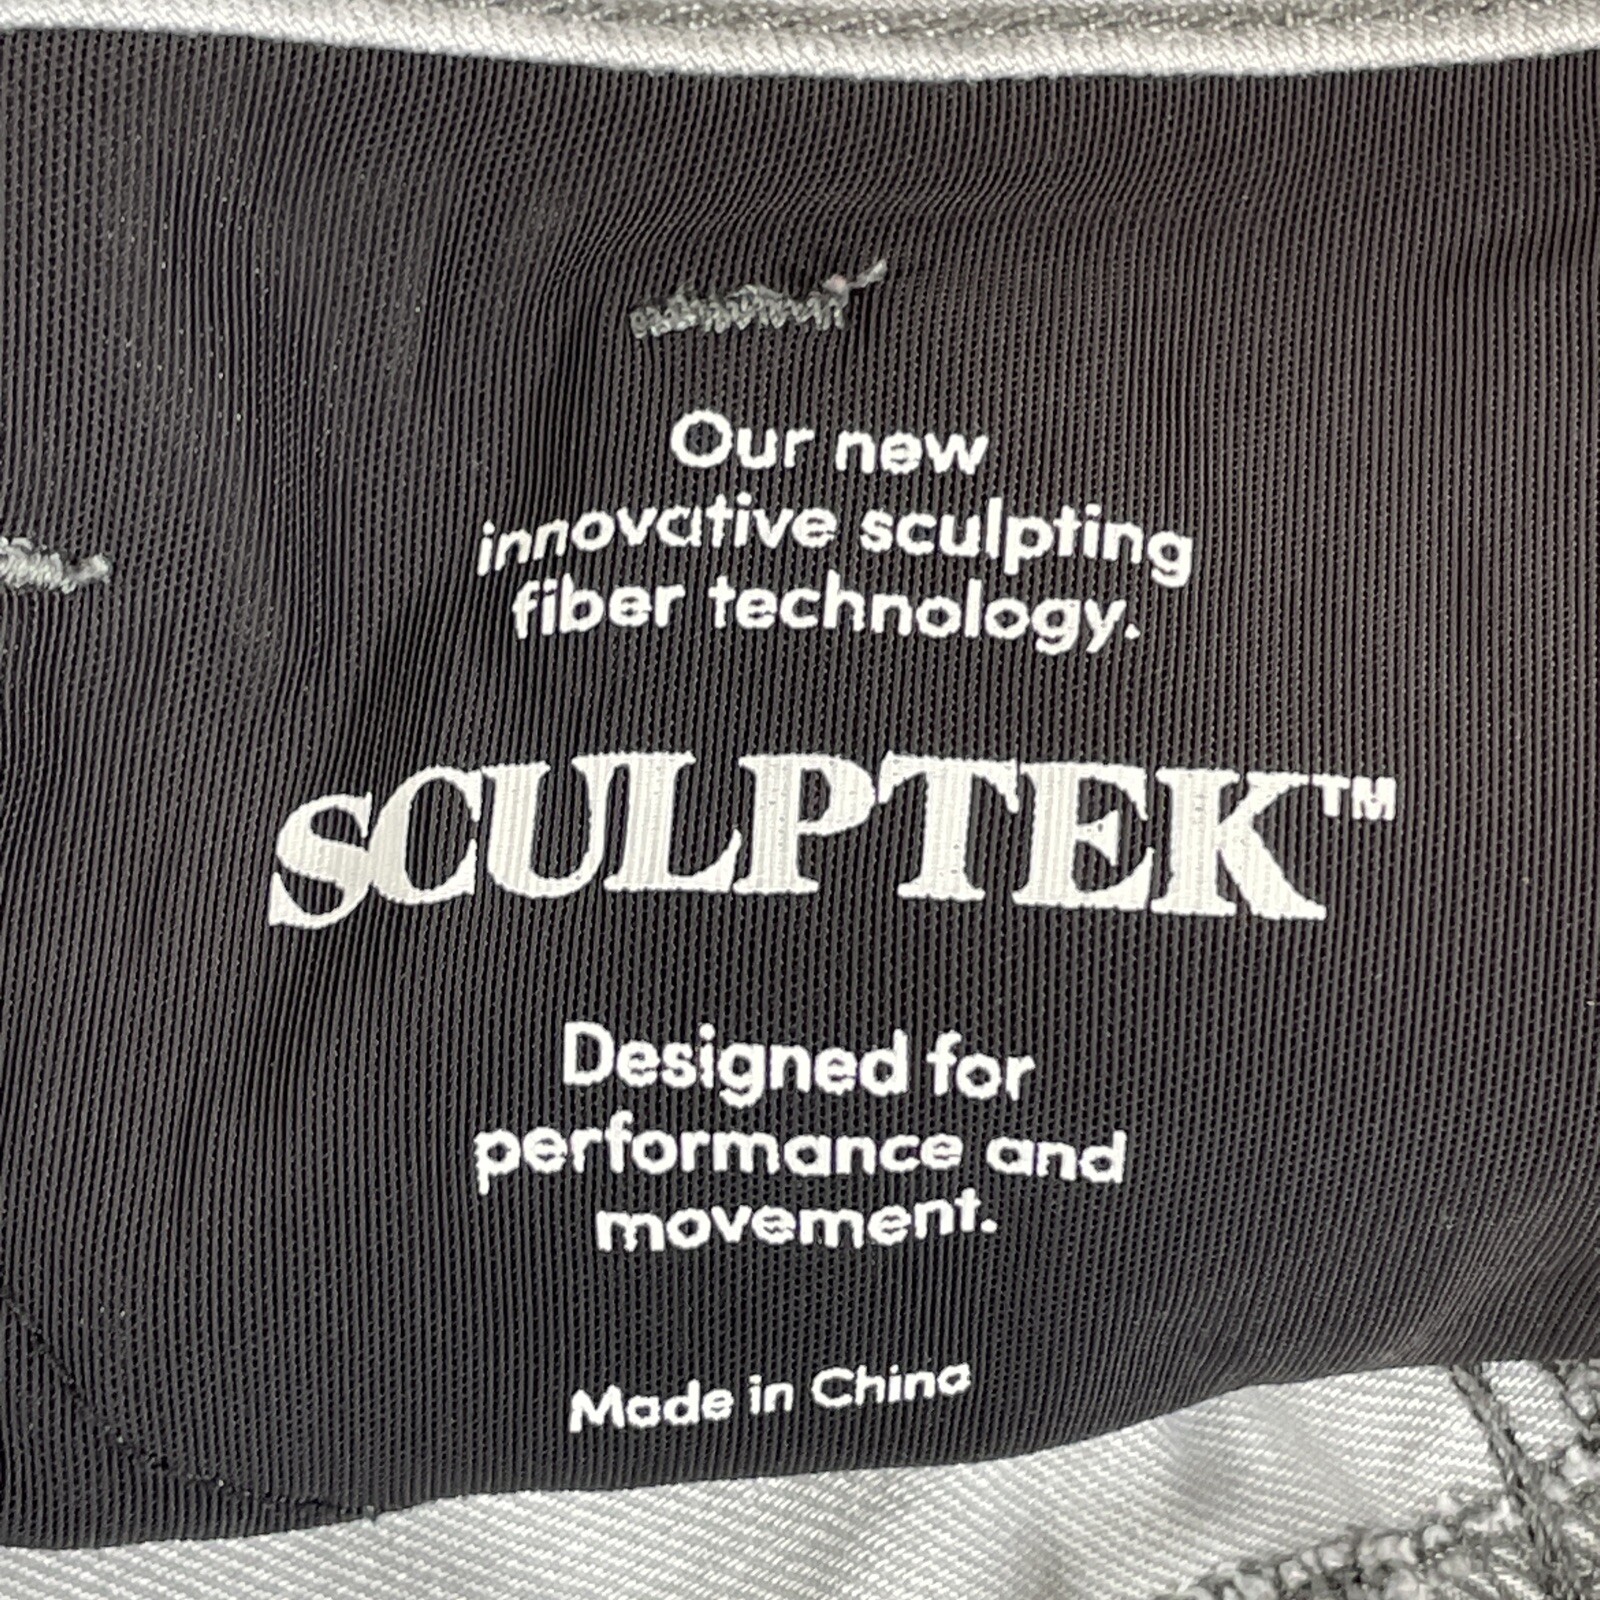 Our new
innovative sculpting
fiber technology.
SCULPTEK™
Designed for
performance and
movement.
Made in China